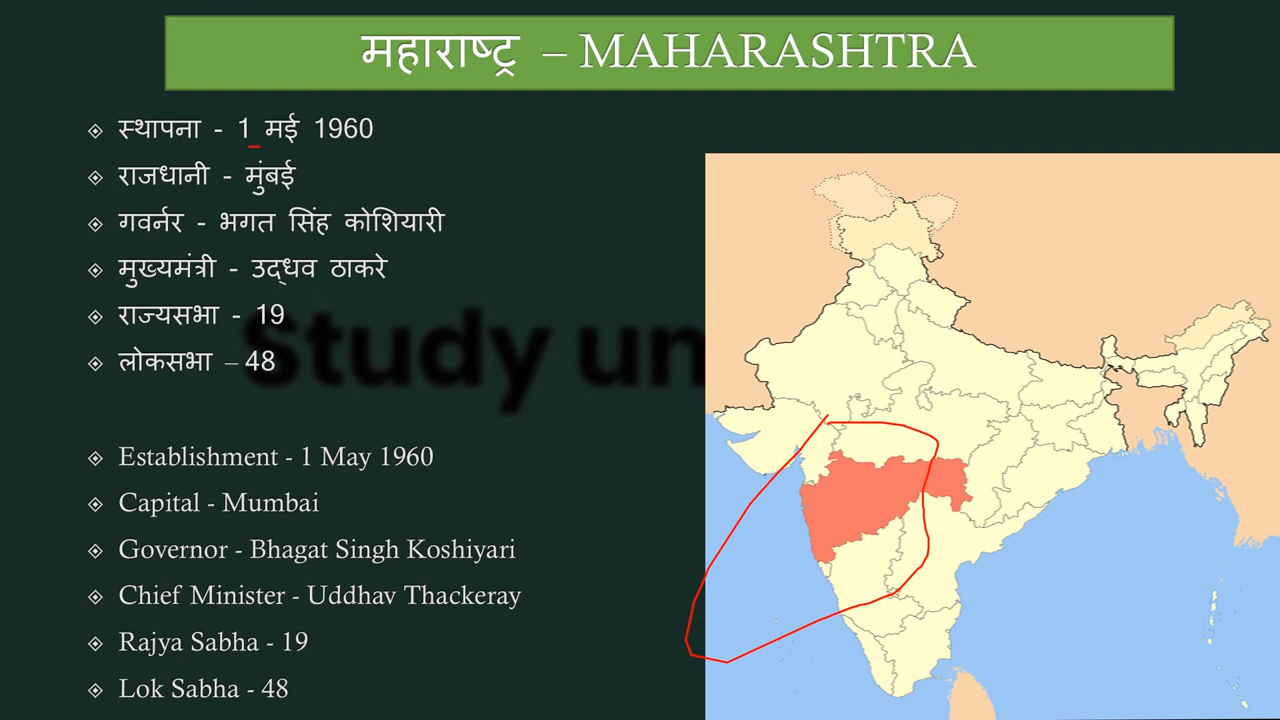 महाराष्ट्र – MAHARASHTRA
स्थापना - 1 मई 1960
राजधानी - मुंबई
गवर्नर - भगत सिंह कोशियारी
मुख्यमंत्री - उद्धव ठाकरे
राज्यसभा - 19
लोकसभा – 48
Study un
Establishment - 1 May 1960
Capital - Mumbai
Governor - Bhagat Singh Koshiyari
Chief Minister - Uddhav Thackeray
Rajya Sabha - 19
Lok Sabha - 48